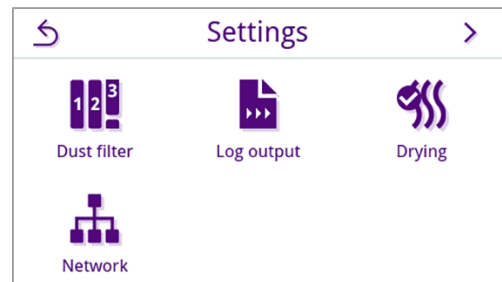 Settings
1 2 3
Dust filter
Log output
Drying
Network